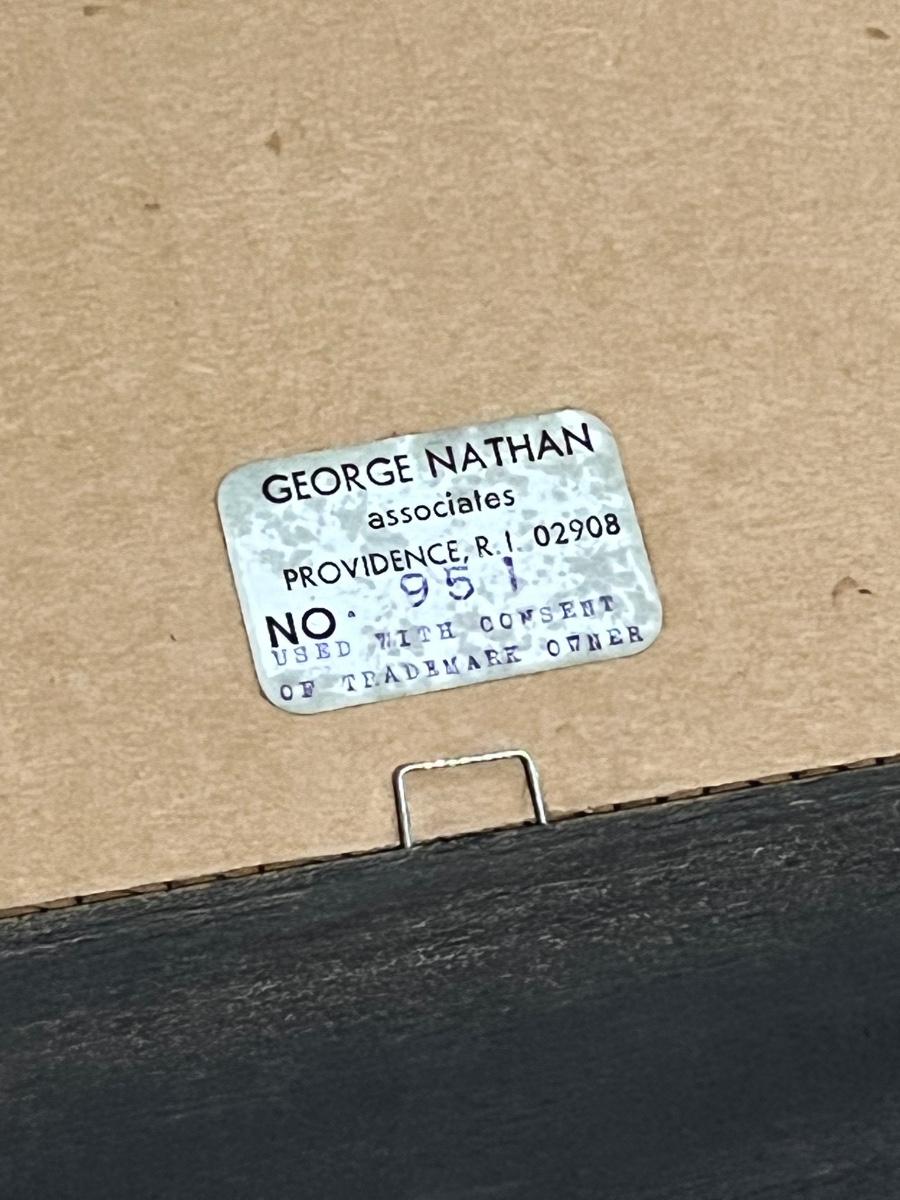 GEORGE NATHAN
associates
PROVIDENCE, R.I. 02908
NO. 951
USED WITH CONSENT
OF TRADEMARK OWNER